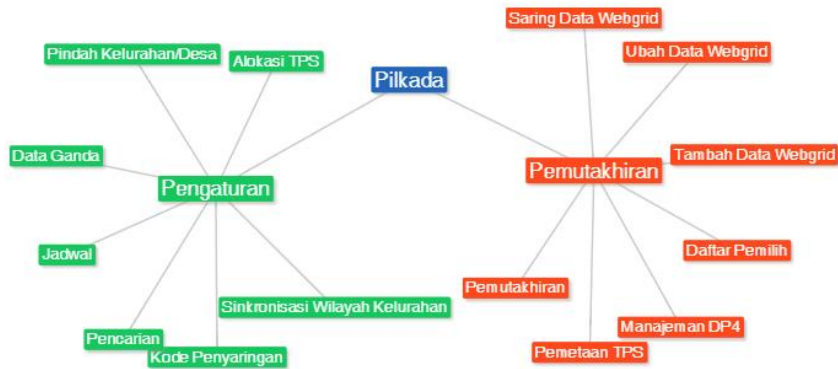 Saring Data Webgrid
Pindah Kelurahan/Desa
Alokasi TPS
Ubah Data Webgrid
Pilkada
Data Ganda
Tambah Data Webgrid
Pengaturan
Pemutakhiran
Jadwal
Daftar Pemilih
Pemutakhiran
Sinkronisasi Wilayah Kelurahan
Manajeman DP4
Pencarian
Kode Penyaringan
Pemetaan TPS